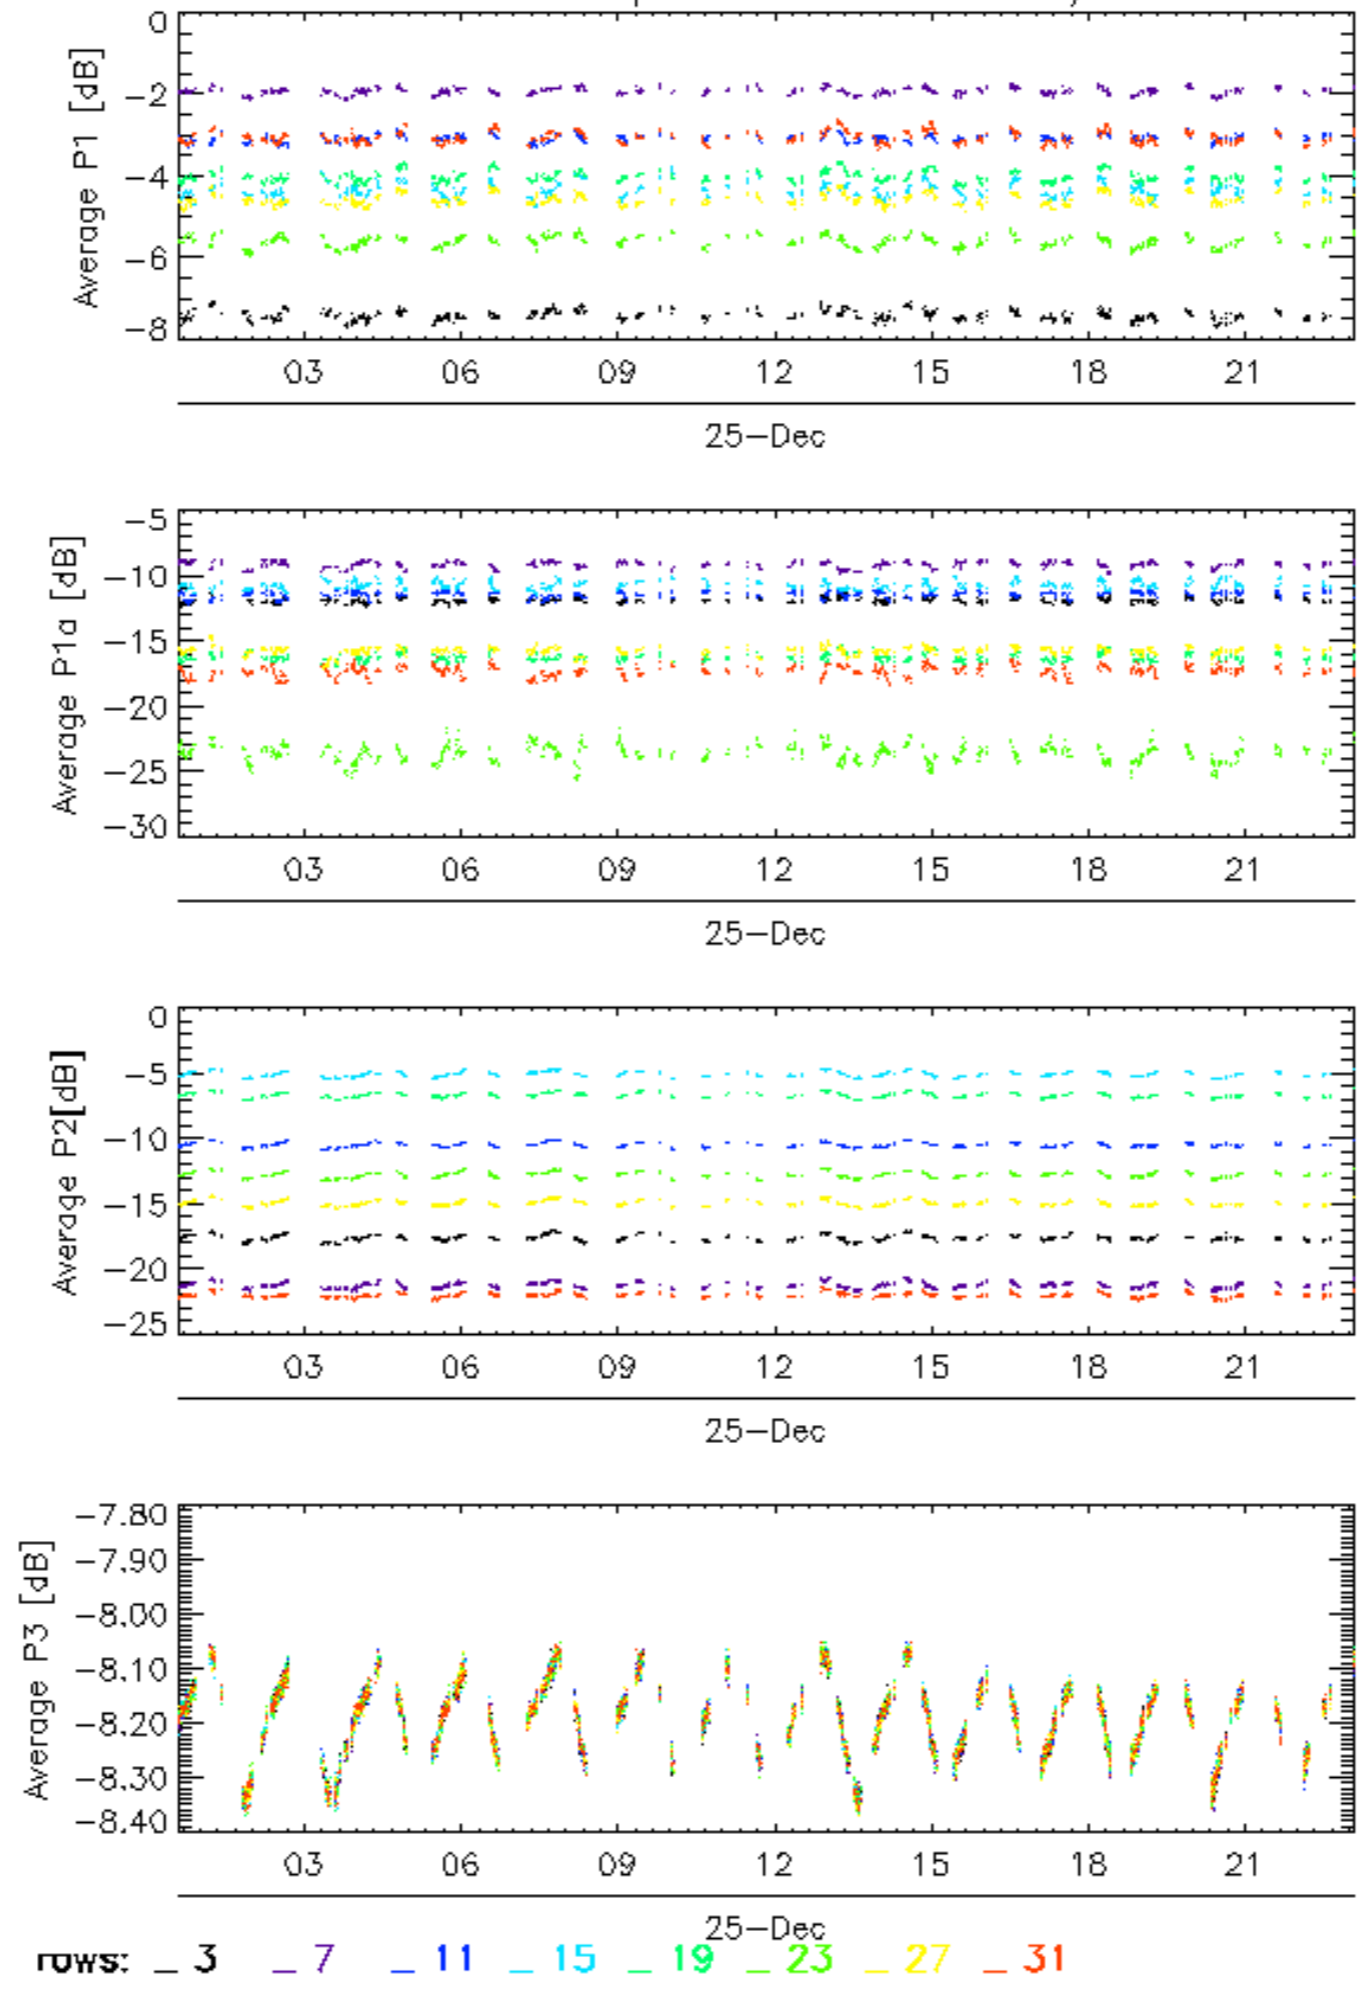 Average P1 [dB]
0
−2
−4
−6
−8
03 06 09 12 15 18 21
25−Dec
Average P1a [dB]
−5
−10
−15
−20
−25
−30
03 06 09 12 15 18 21
25−Dec
Average P2[dB]
0
−5
−10
−15
−20
−25
03 06 09 12 15 18 21
25−Dec
Average P3 [dB]
−7.80
−7.90
−8.00
−8.10
−8.20
−8.30
−8.40
03 06 09 12 15 18 21
25−Dec
rows: _ 3 _ 7 _ 11 _ 15 _ 19 _ 23 _ 27 _ 31